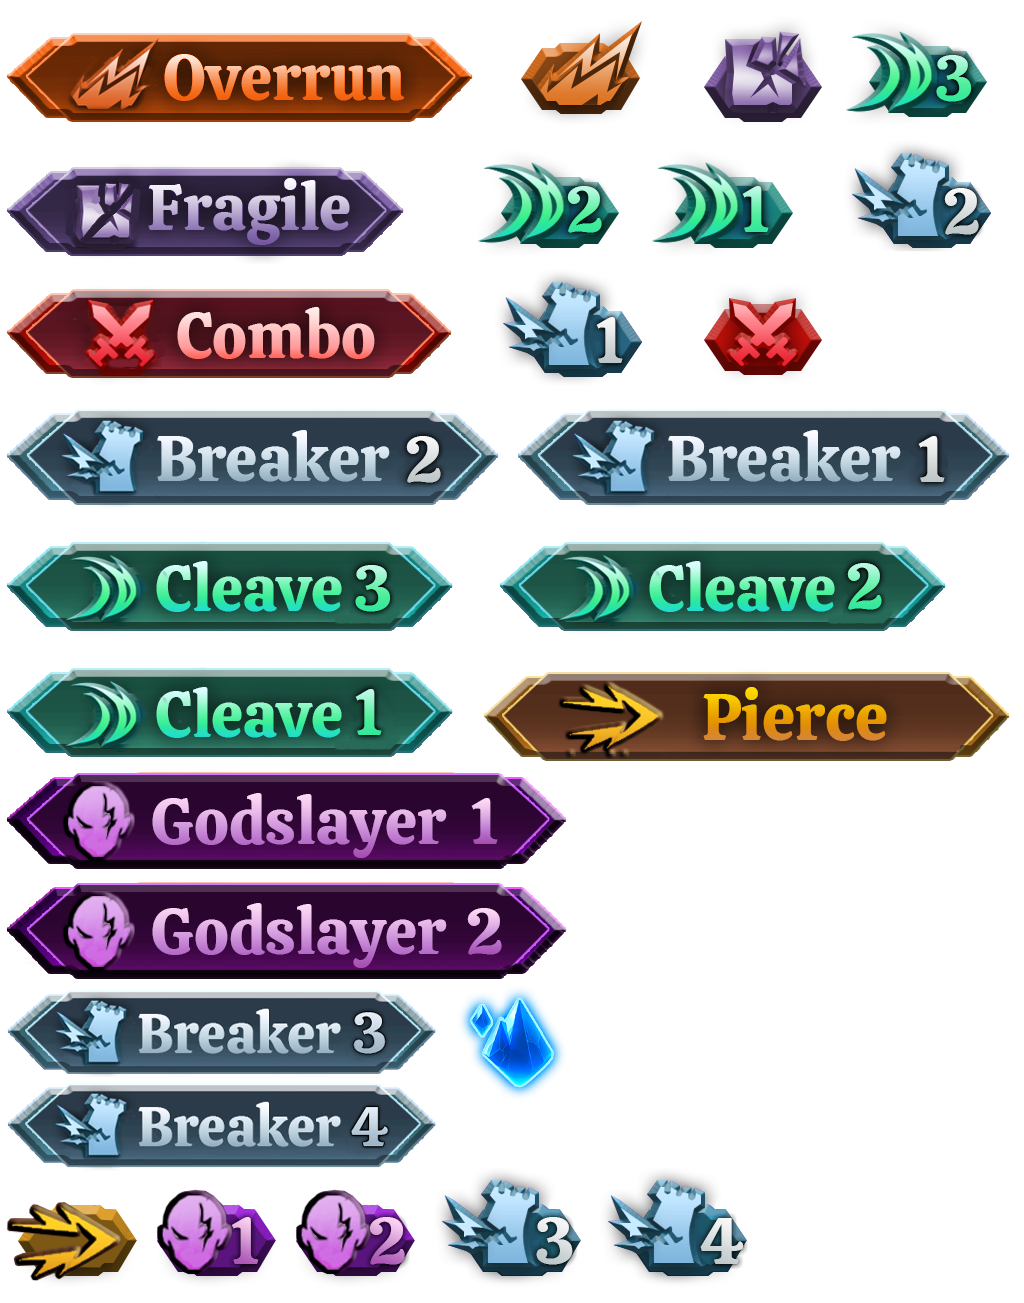 Overrun
3
Fragile
2 1 2
Combo
1
Breaker 2
Breaker 1
Cleave 3
Cleave 2
Cleave 1
Pierce
Godslayer 1
Godslayer 2
Breaker 3
Breaker 4
1 2 3 4